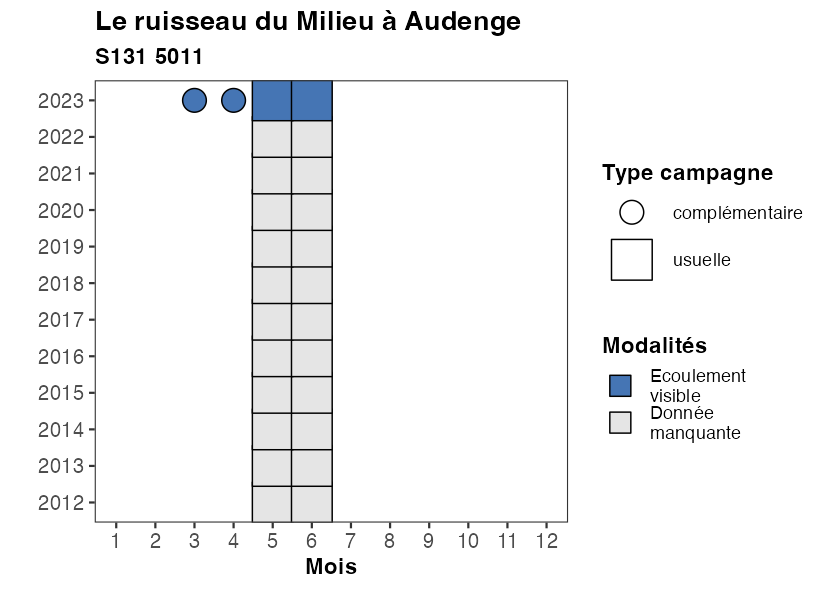 Le ruisseau du Milieu à Audenge
S131 5011
2023
2022
2021
2020
2019
2018
2017
2016
2015
2014
2013
2012
1 2 3 4 5 6 7 8 9 10 11 12
Mois
Type campagne
complémentaire
usuelle
Modalités
Ecoulement
visible
Donnée
manquante